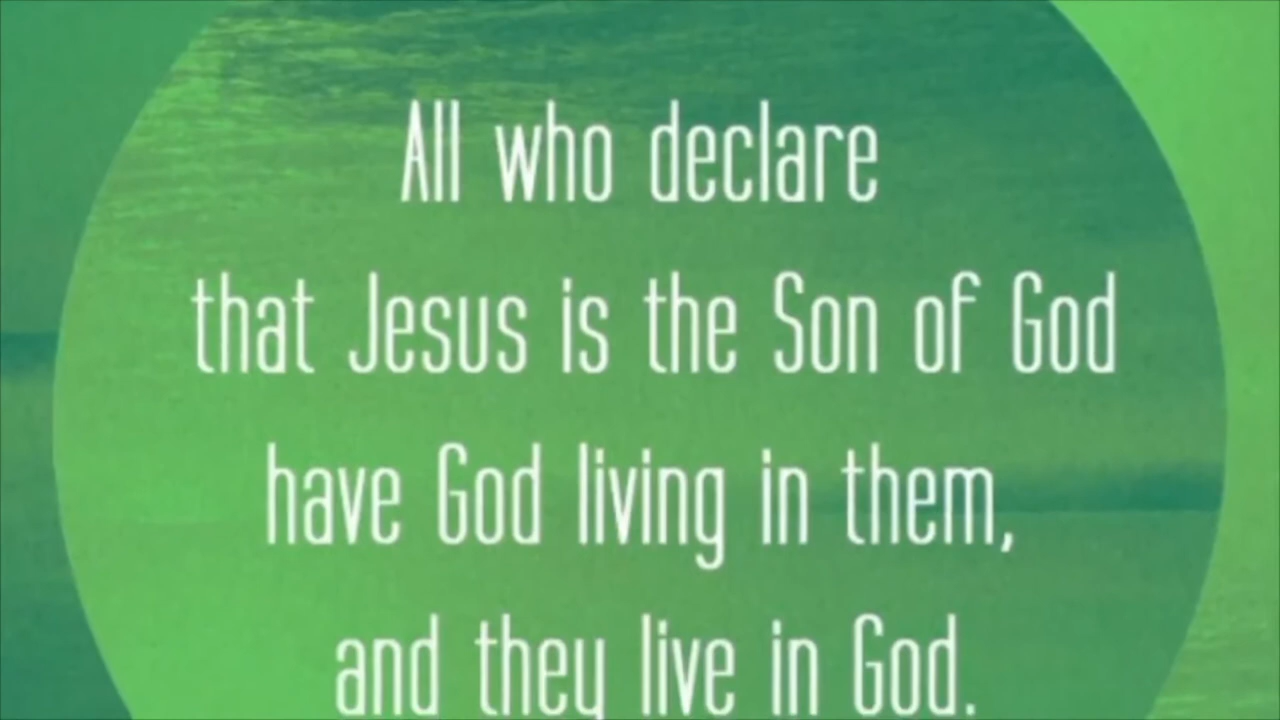 All who declare
that Jesus is the Son of God
have God living in them,
and they live in God.